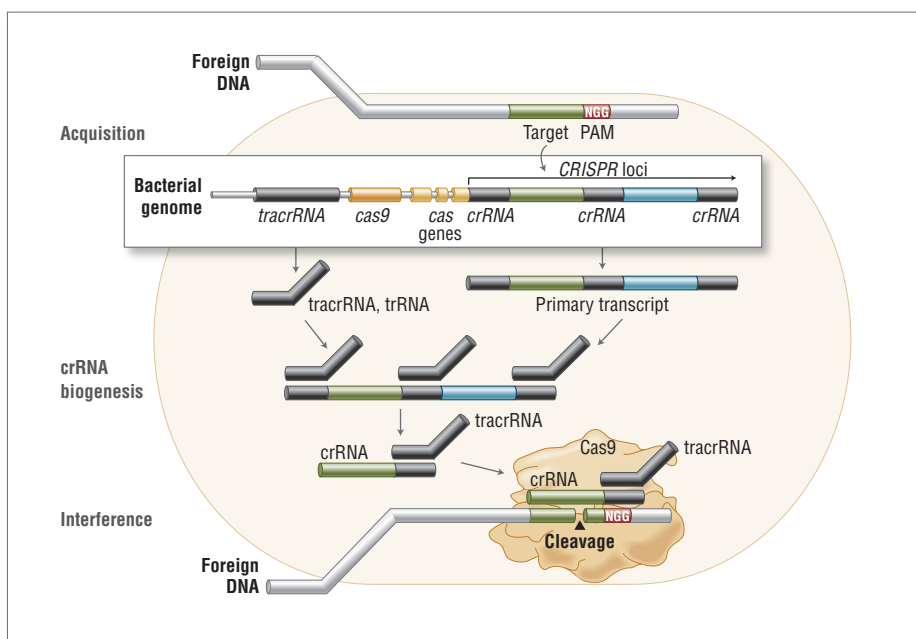 Foreign
DNA
NGG
Acquisition
Target PAM
CRISPR loci
Bacterial
genome
tracrRNA cas9 cas
genes
crRNA crRNA crRNA
tracrRNA, trRNA
Primary transcript
crRNA
biogenesis
tracrRNA
crRNA
Cas9
tracrRNA
crRNA
Interference
NGG
Cleavage
Foreign
DNA